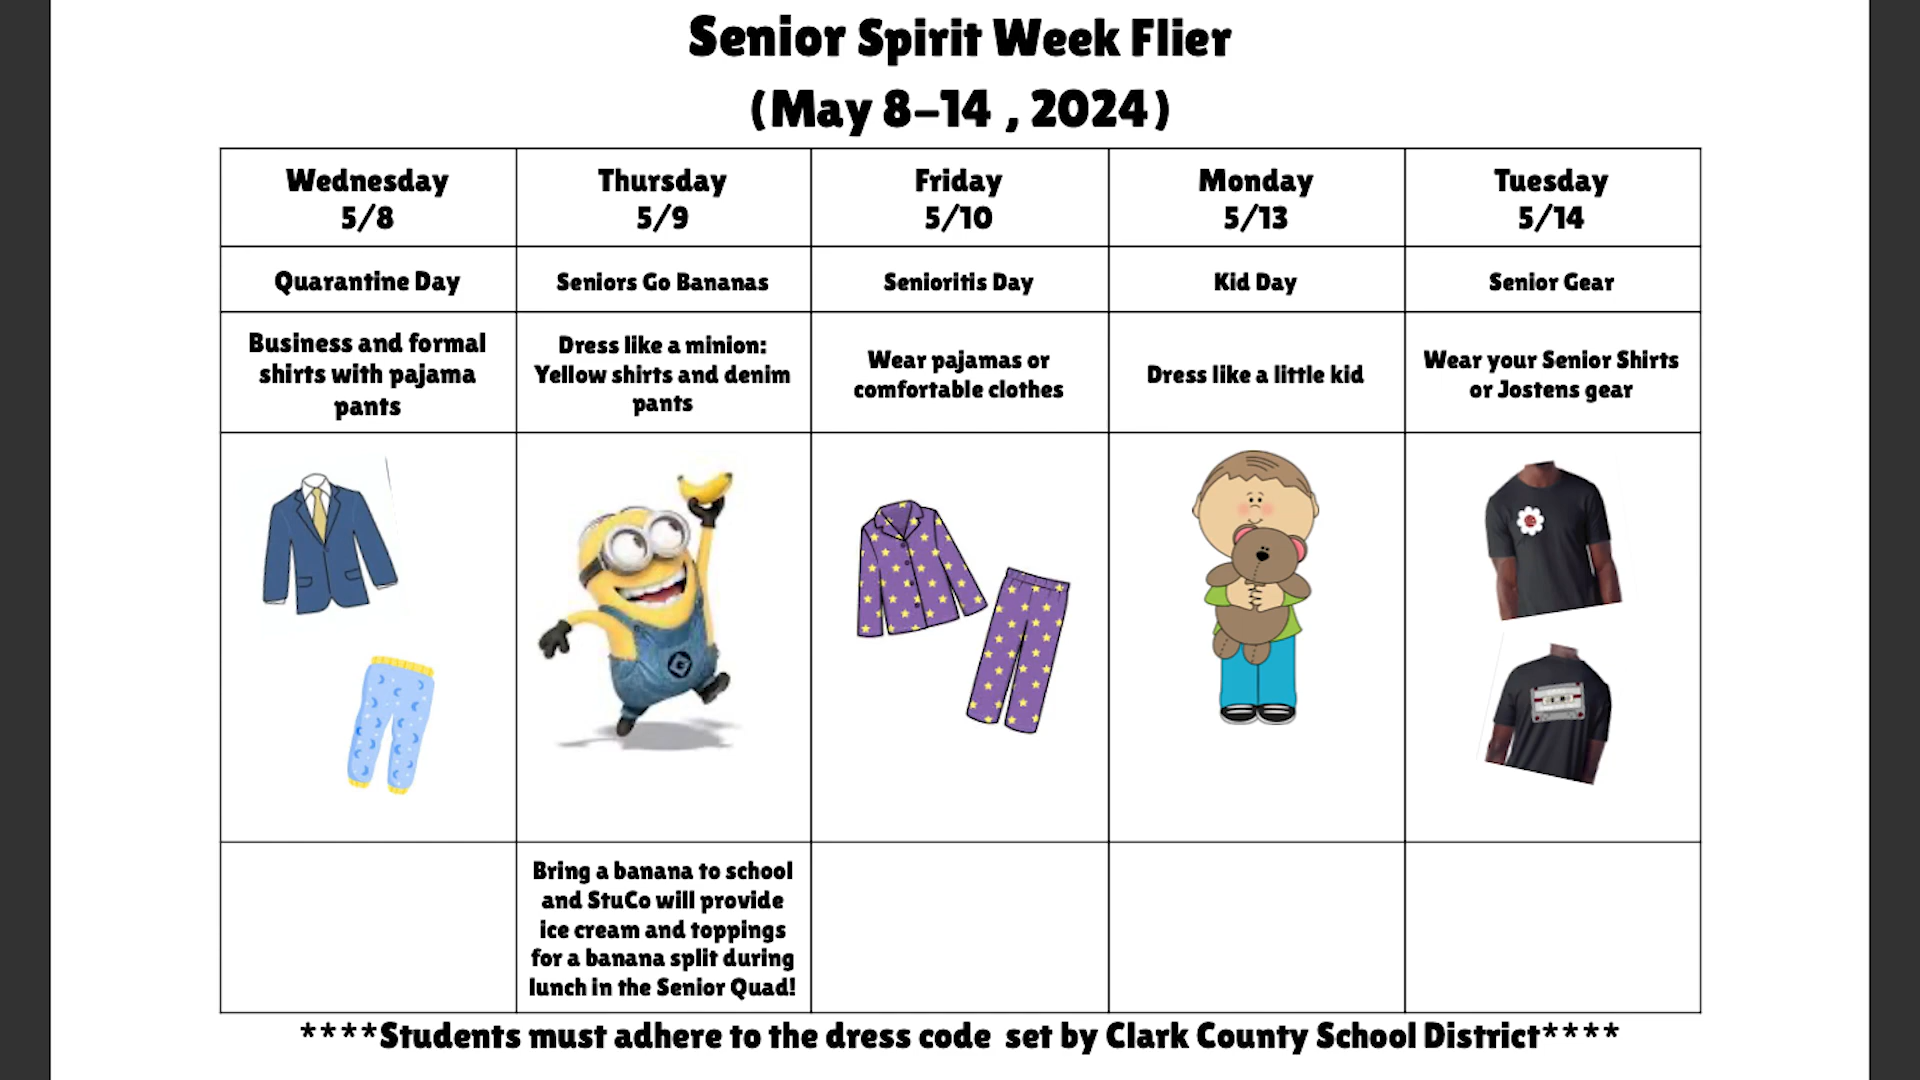 Senior Spirit Week Flier
(May 8-14 , 2024)
Wednesday
5/8
Thursday
5/9
Friday
5/10
Monday
5/13
Tuesday
5/14
Quarantine Day
Seniors Go Bananas
Senioritis Day
Kid Day
Senior Gear
Business and formal
shirts with pajama
pants
Dress like a minion:
Yellow shirts and denim
pants
Wear pajamas or
comfortable clothes
Dress like a little kid
Wear your Senior Shirts
or Jostens gear
Bring a banana to school
and StuCo will provide
ice cream and toppings
for a banana split during
lunch in the Senior Quad!
****Students must adhere to the dress code  set by Clark County School District****